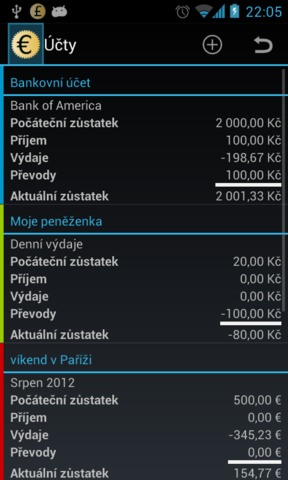 22:05
Účty
Bankovní účet
Bank of America
Počáteční zůstatek 2 000,00 Kč
Příjem 100,00 Kč
Výdaje -198,67 Kč
Převody 100,00 Kč
Aktuální zůstatek 2 001,33 Kč
Moje peněženka
Denní výdaje
Počáteční zůstatek 20,00 Kč
Příjem 0,00 Kč
Výdaje 0,00 Kč
Převody -100,00 Kč
Aktuální zůstatek -80,00 Kč
víkend v Paříži
Srpen 2012
Počáteční zůstatek 500,00 €
Příjem 0,00 €
Výdaje -345,23 €
Převody 0,00 €
Aktuální zůstatek 154,77 €